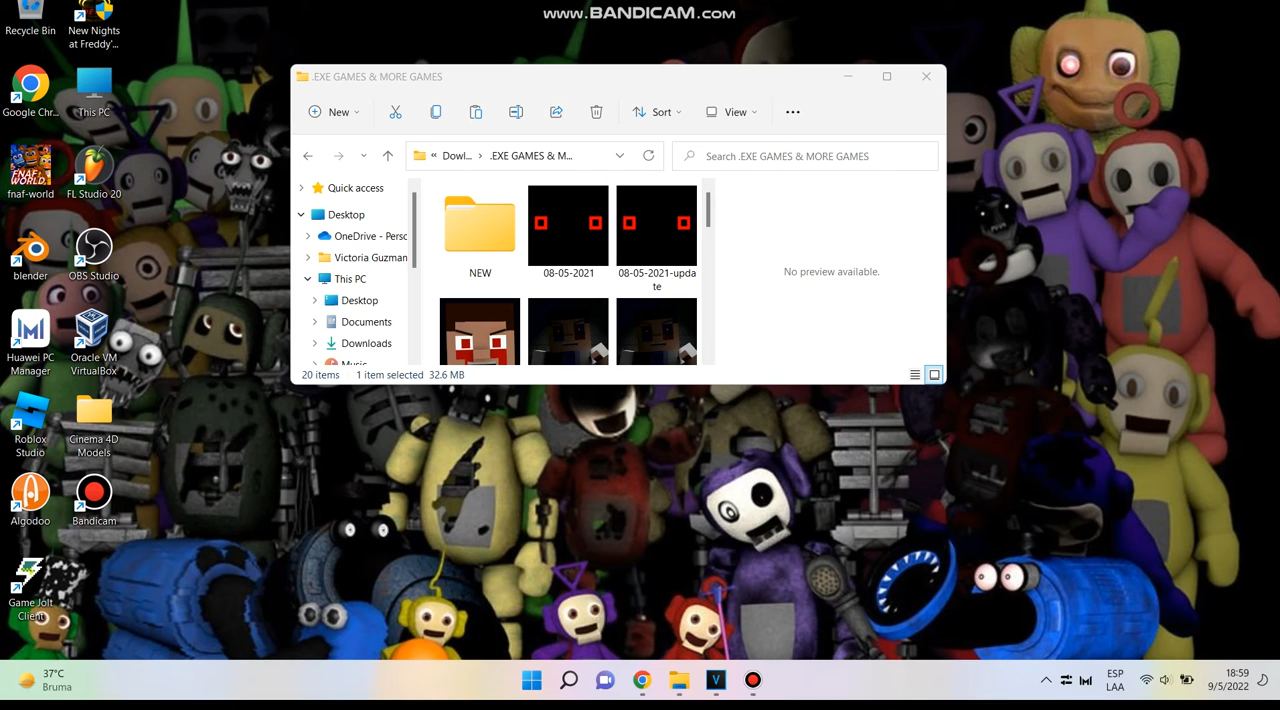 www.BANDICAM.com
Recycle Bin
New Nights
at Freddy'...
Google Chr...
This PC
FNAF
WORLD
fnaf-world
FL Studio 20
blender
OBS Studio
Huawei PC
Manager
Oracle VM
VirtualBox
Roblox
Studio
Cinema 4D
Models
Algodoo
Bandicam
Game Jolt
Client
.EXE GAMES & MORE GAMES
New
Sort
View
« Dowl... › .EXE GAMES & M...
Search .EXE GAMES & MORE GAMES
Quick access
Desktop
OneDrive - Perso
Victoria Guzman
This PC
Desktop
Documents
Downloads
Music
NEW
08-05-2021
08-05-2021-upda
te
No preview available.
20 items
1 item selected 32.6 MB
37°C
Bruma
V
ESP
LAA
18:59
9/5/2022